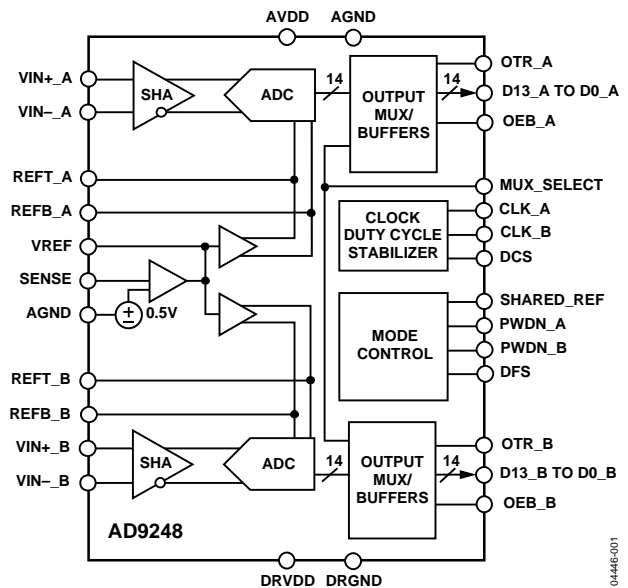 AVDD AGND
VIN+_A
VIN–_A
REFT_A
REFB_A
VREF
SENSE
AGND
REFT_B
REFB_B
VIN+_B
VIN–_B
SHA
ADC
14
OUTPUT
MUX/
BUFFERS
14
OTR_A
D13_A TO D0_A
OEB_A
MUX_SELECT
CLOCK
DUTY CYCLE
STABILIZER
CLK_A
CLK_B
DCS
0.5V
MODE
CONTROL
SHARED_REF
PWDN_A
PWDN_B
DFS
SHA
ADC
14
OUTPUT
MUX/
BUFFERS
14
OTR_B
D13_B TO D0_B
OEB_B
AD9248
DRVDD DRGND
04446-001